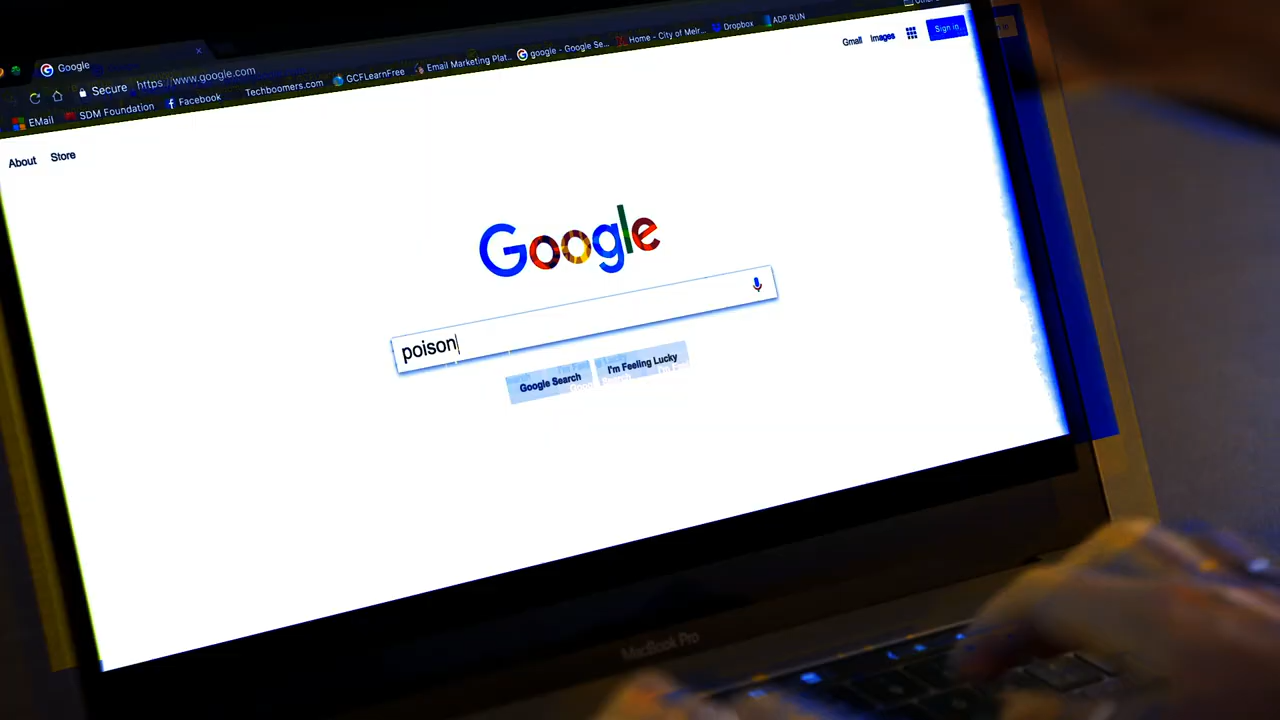 Google
Secure https://www.google.com
EMail SDM Foundation Facebook Techboomers.com GCFLearnFree Email Marketing Plat... google - Google Se... Home - City of Melr... Dropbox ADP RUN
About Store Gmail Images Sign in
Google
poison
Google Search I'm Feeling Lucky
MacBook Pro